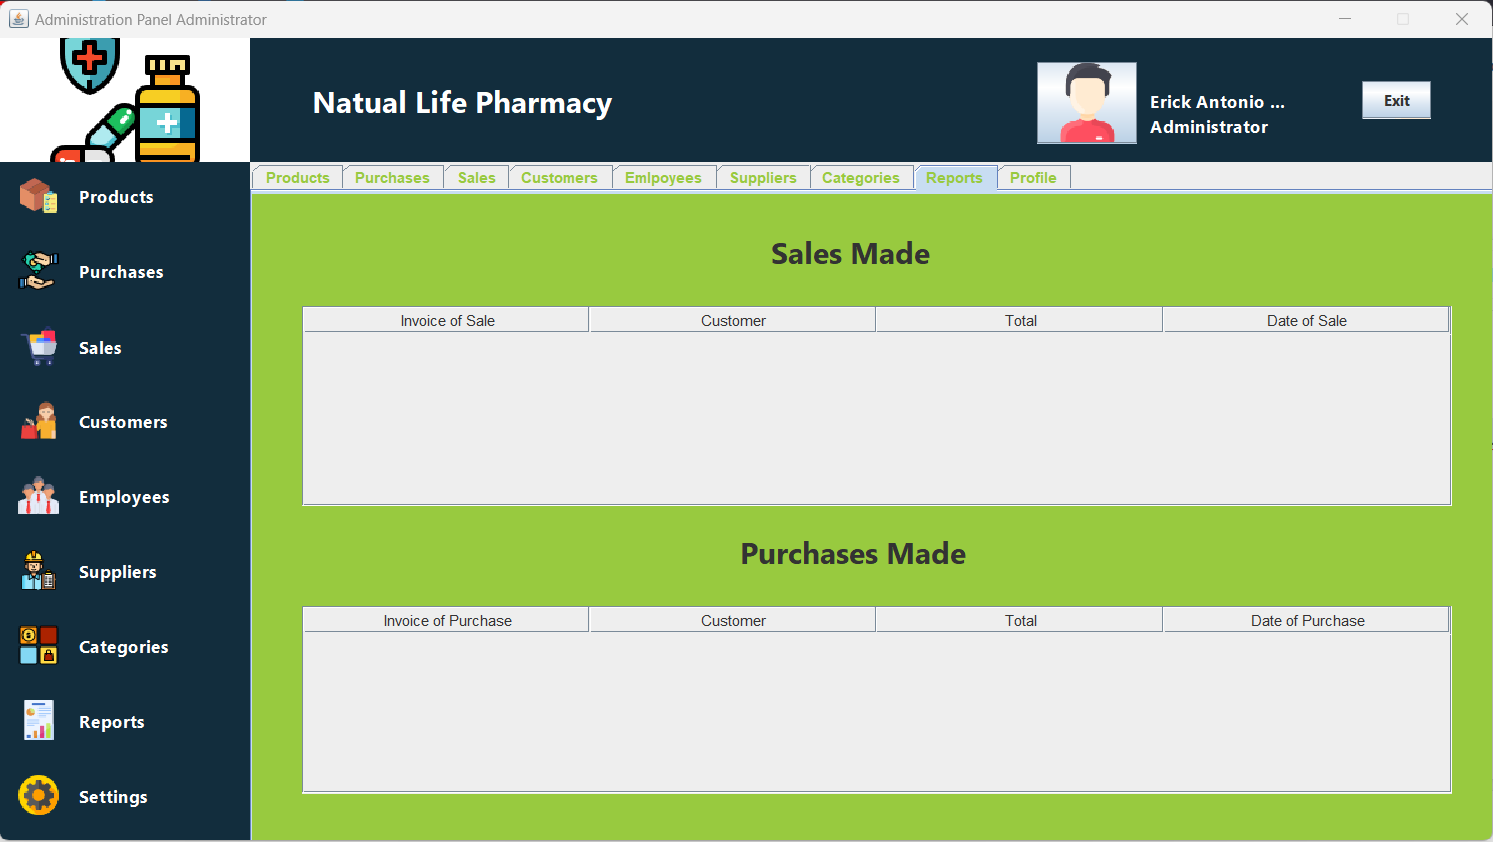 Administration Panel Administrator
Natual Life Pharmacy
Erick Antonio ...
Administrator
Exit
Products
Purchases
Sales
Customers
Employees
Suppliers
Categories
Reports
Settings
Products Purchases Sales Customers Emlpoyees Suppliers Categories Reports Profile
Sales Made
Invoice of Sale Customer Total Date of Sale
Purchases Made
Invoice of Purchase Customer Total Date of Purchase